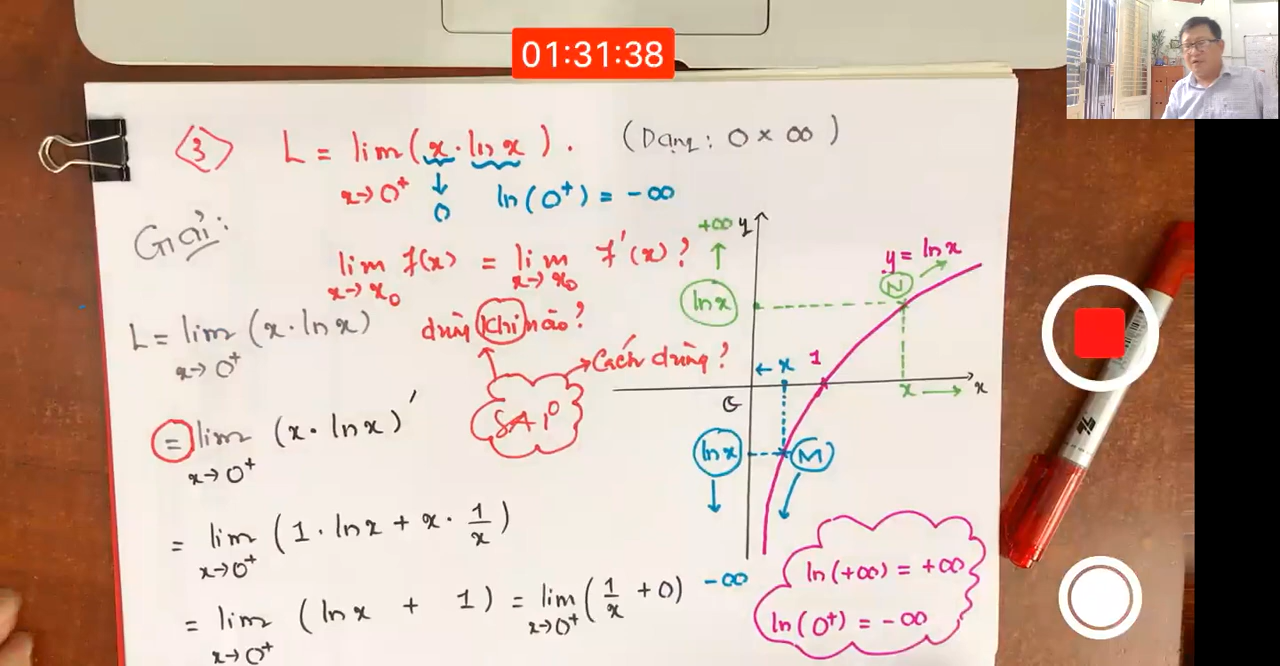 01:31:38
3 L = lim (x . ln x) . (Dạng: 0 × ∞)
x→0⁺ ↓ 0 ln(0⁺) = -∞
Giải:
lim f(x) = lim f'(x) ?
x→x₀ x→x₀
dùng Khi nào?
Cách dùng?
SAI
L = lim (x . ln x)
x→0⁺
= lim (x . ln x)'
x→0⁺
= lim (1 . ln x + x . 1/x)
x→0⁺
= lim (ln x + 1) = lim (1/x + 0)
x→0⁺ x→0⁺
+∞ y
y = ln x
N
ln x
← x 1
x → x
ln x M
-∞
ln(+∞) = +∞
ln(0⁺) = -∞